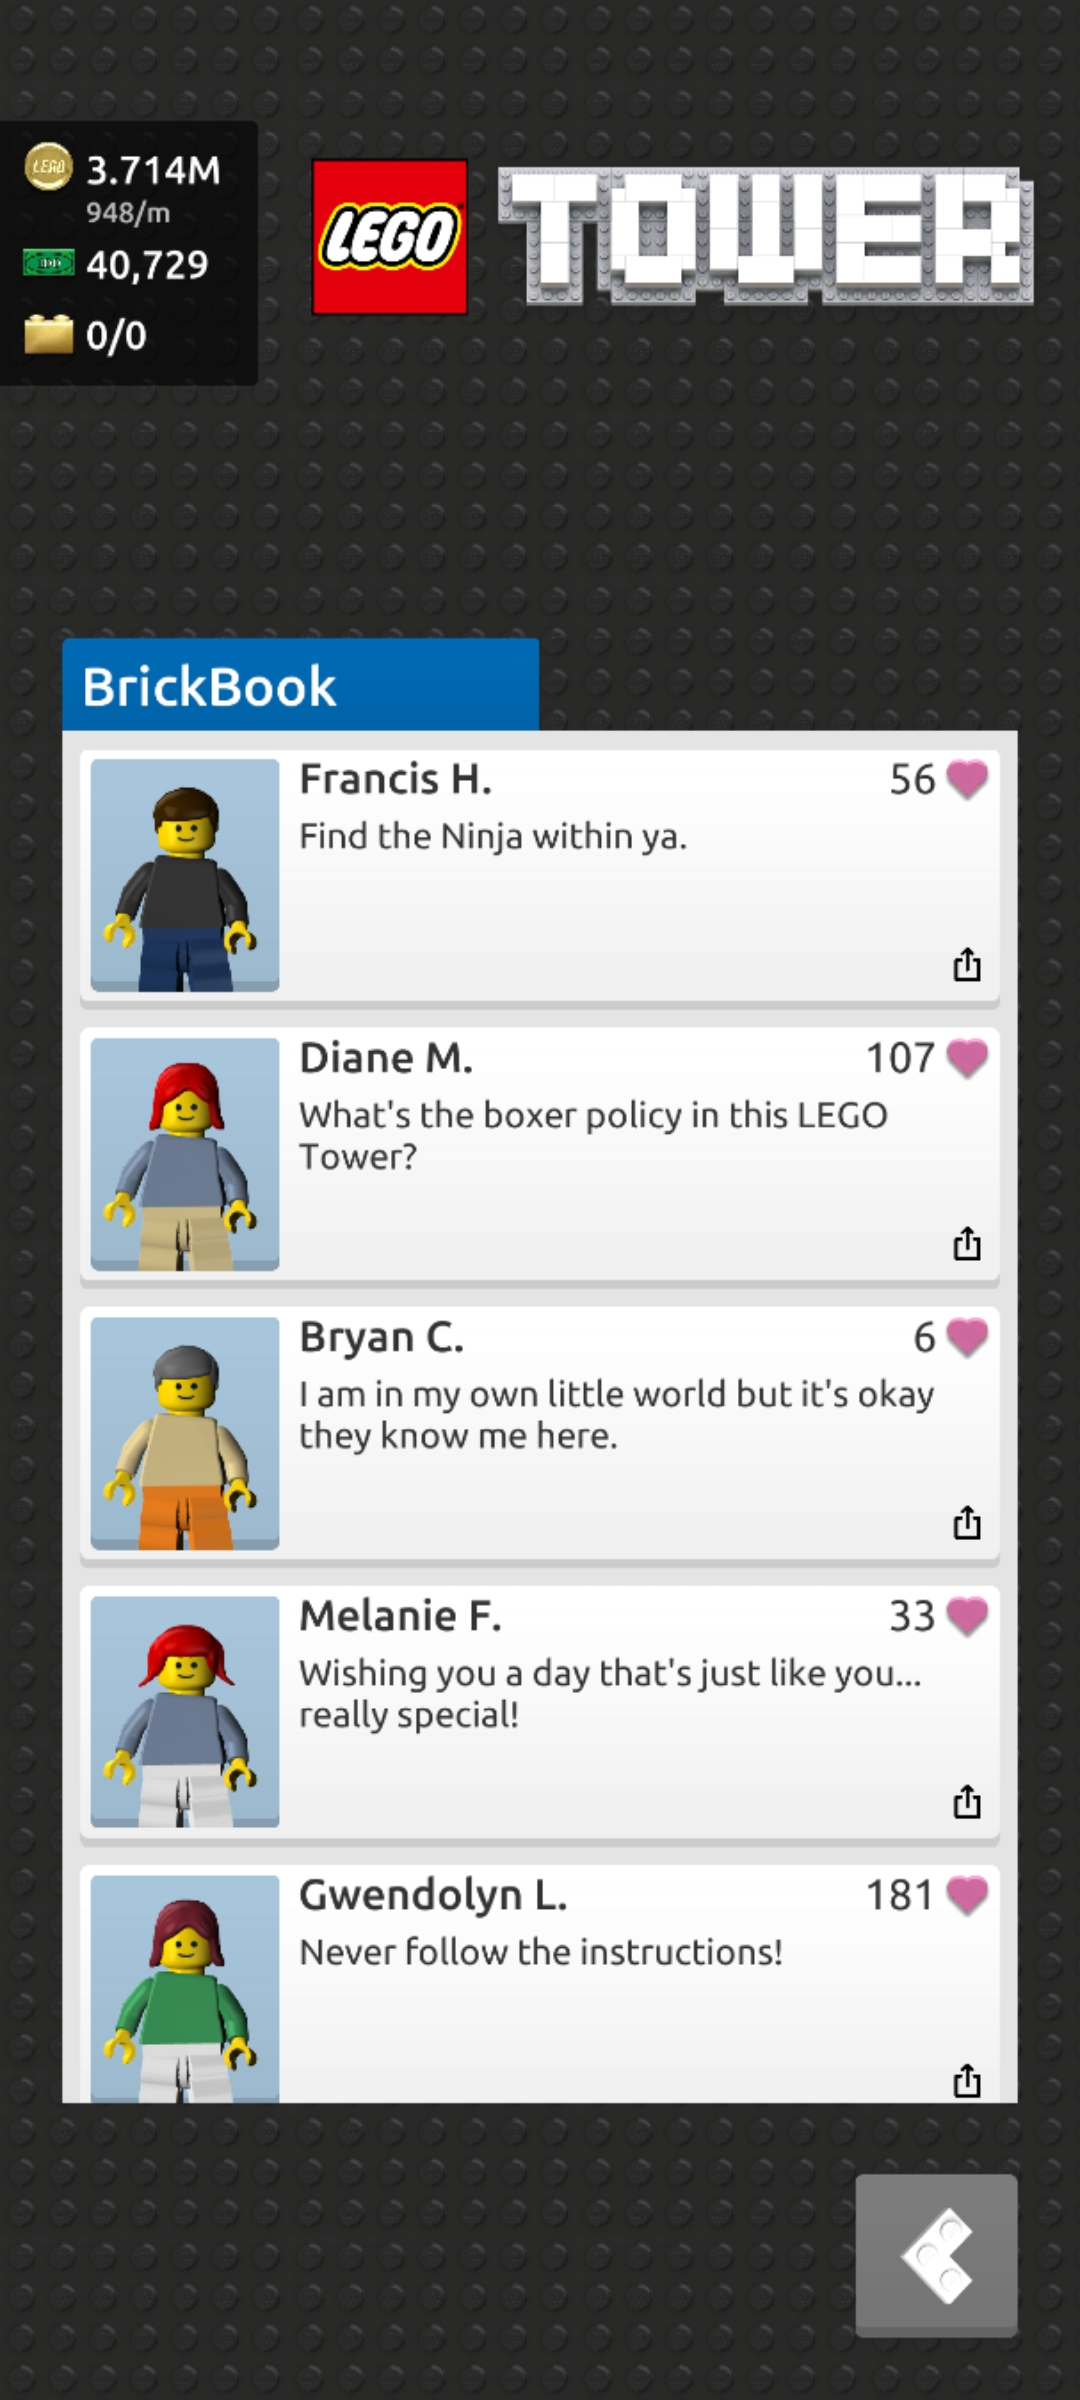 3.714M
948/m
40,729
0/0
LEGO TOWER
BrickBook
Francis H. 56
Find the Ninja within ya.
Diane M. 107
What's the boxer policy in this LEGO
Tower?
Bryan C. 6
I am in my own little world but it's okay
they know me here.
Melanie F. 33
Wishing you a day that's just like you...
really special!
Gwendolyn L. 181
Never follow the instructions!